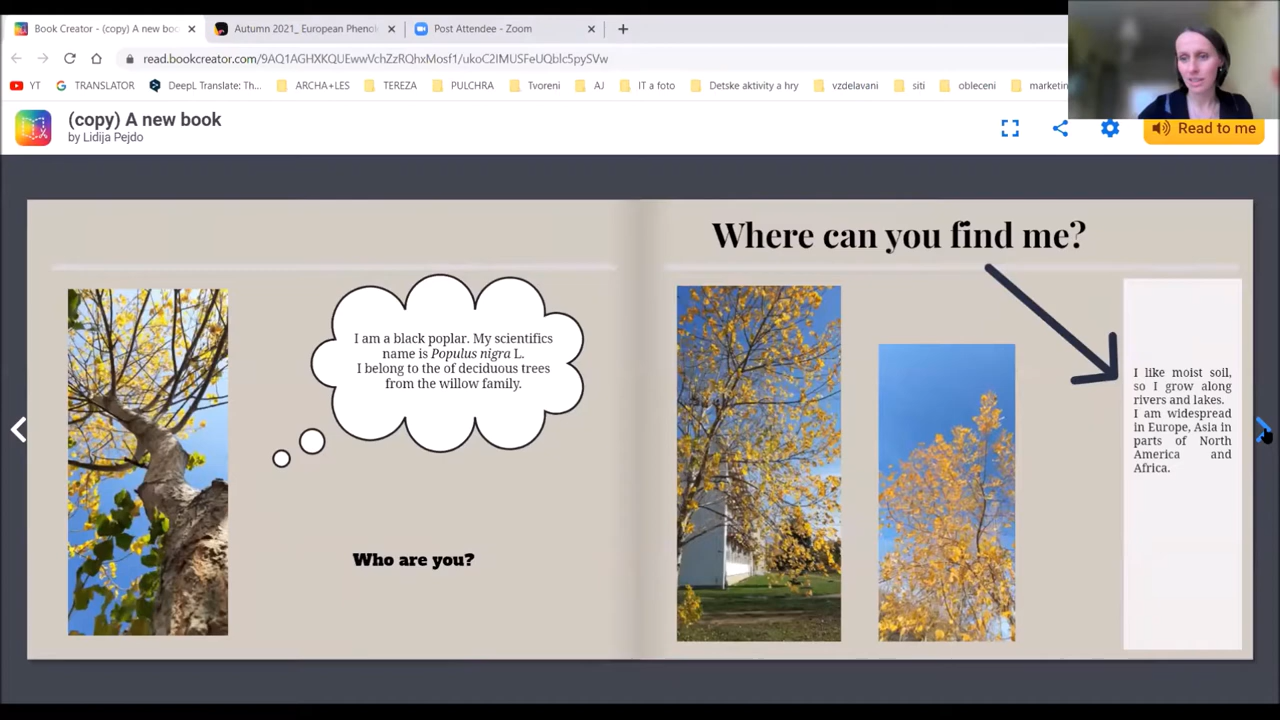 Book Creator - (copy) A new boo
Autumn 2021_ European Phenol
Post Attendee - Zoom
read.bookcreator.com/9AQ1AGHXKQUEwwVchZzRQhxMosf1/ukoC2IMUSFeUQblc5pySVw
YT
TRANSLATOR
DeepL Translate: Th...
ARCHA+LES
TEREZA
PULCHRA
Tvoreni
AJ
IT a foto
Detske aktivity a hry
vzdelavani
siti
obleceni
marketin
(copy) A new book
by Lidija Pejdo
Read to me
I am a black poplar. My scientifics
name is Populus nigra L.
I belong to the of deciduous trees
from the willow family.
Who are you?
Where can you find me?
I like moist soil,
so I grow along
rivers and lakes.
I am widespread
in Europe, Asia in
parts of North
America and
Africa.